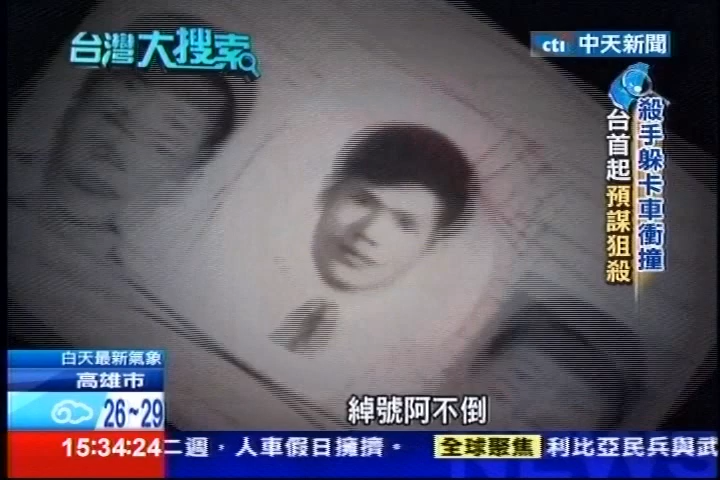 台灣大搜索
cti 中天新聞
殺手躲卡車衝撞
台首起預謀狙殺
綽號阿不倒
白天最新氣象
高雄市
26~29
15:34:24 二週，人車假日擁擠。 全球聚焦 利比亞民兵與武
NEWS